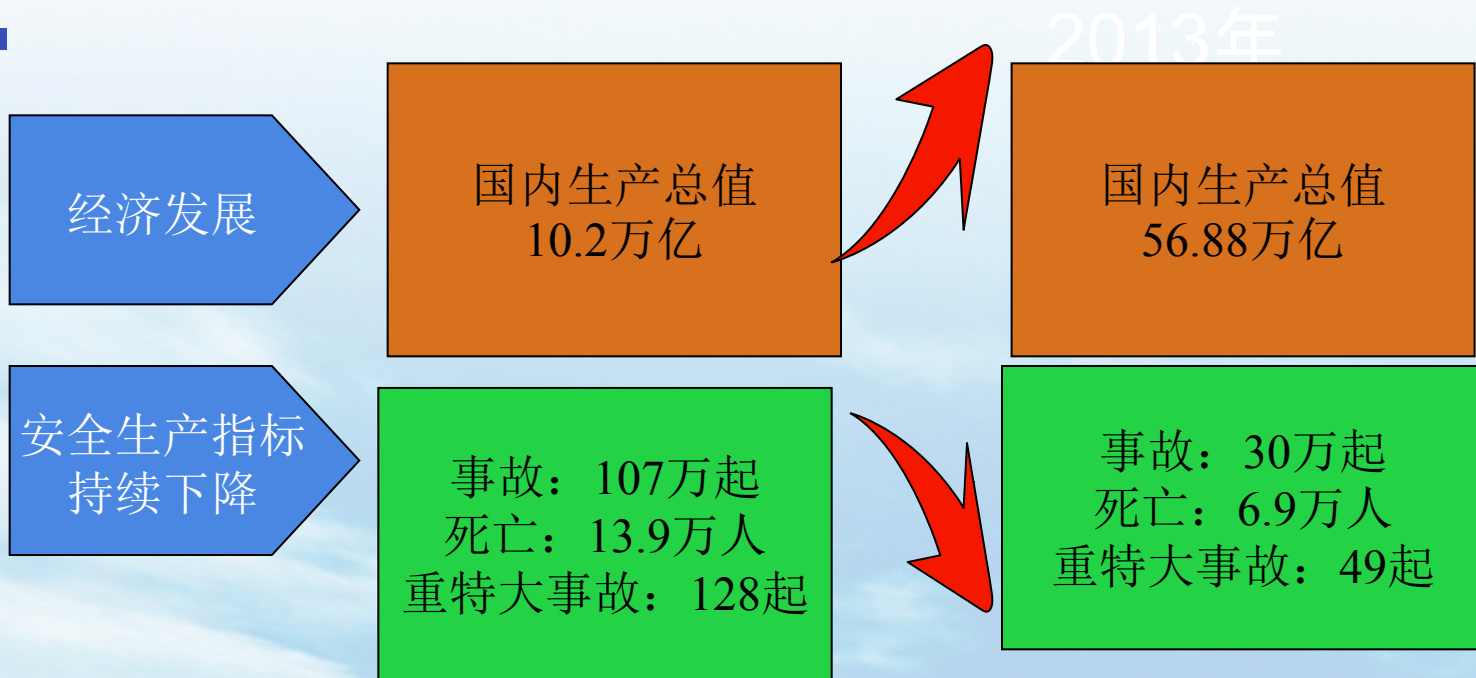 2013年
经济发展
国内生产总值
10.2万亿
国内生产总值
56.88万亿
安全生产指标
持续下降
事故：107万起
死亡：13.9万人
重特大事故：128起
事故：30万起
死亡：6.9万人
重特大事故：49起